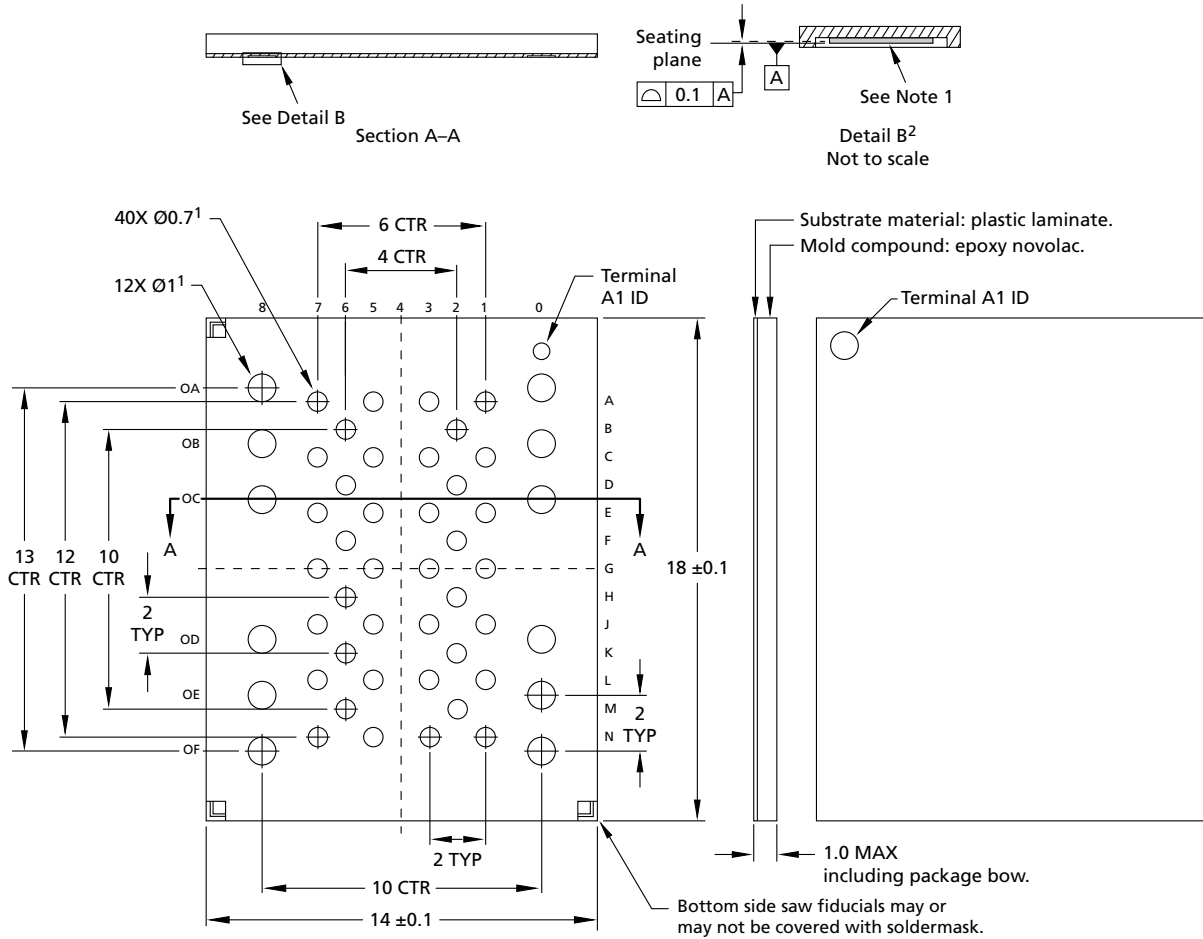 Seating
plane
A
0.1 A
See Note 1
See Detail B
Section A–A
Detail B2
Not to scale
40X Ø0.7¹
6 CTR
4 CTR
12X Ø1¹
Terminal
A1 ID
Substrate material: plastic laminate.
Mold compound: epoxy novolac.
Terminal A1 ID
8 7 6 5 4 3 2 1 0
OA
A
B
OB
C
D
OC
E
A
F
A
13
CTR
12
CTR
10
CTR
G
18 ±0.1
H
2
TYP
J
OD
K
L
OE
M
2
TYP
N
OF
2 TYP
10 CTR
14 ±0.1
1.0 MAX
including package bow.
Bottom side saw fiducials may or
may not be covered with soldermask.